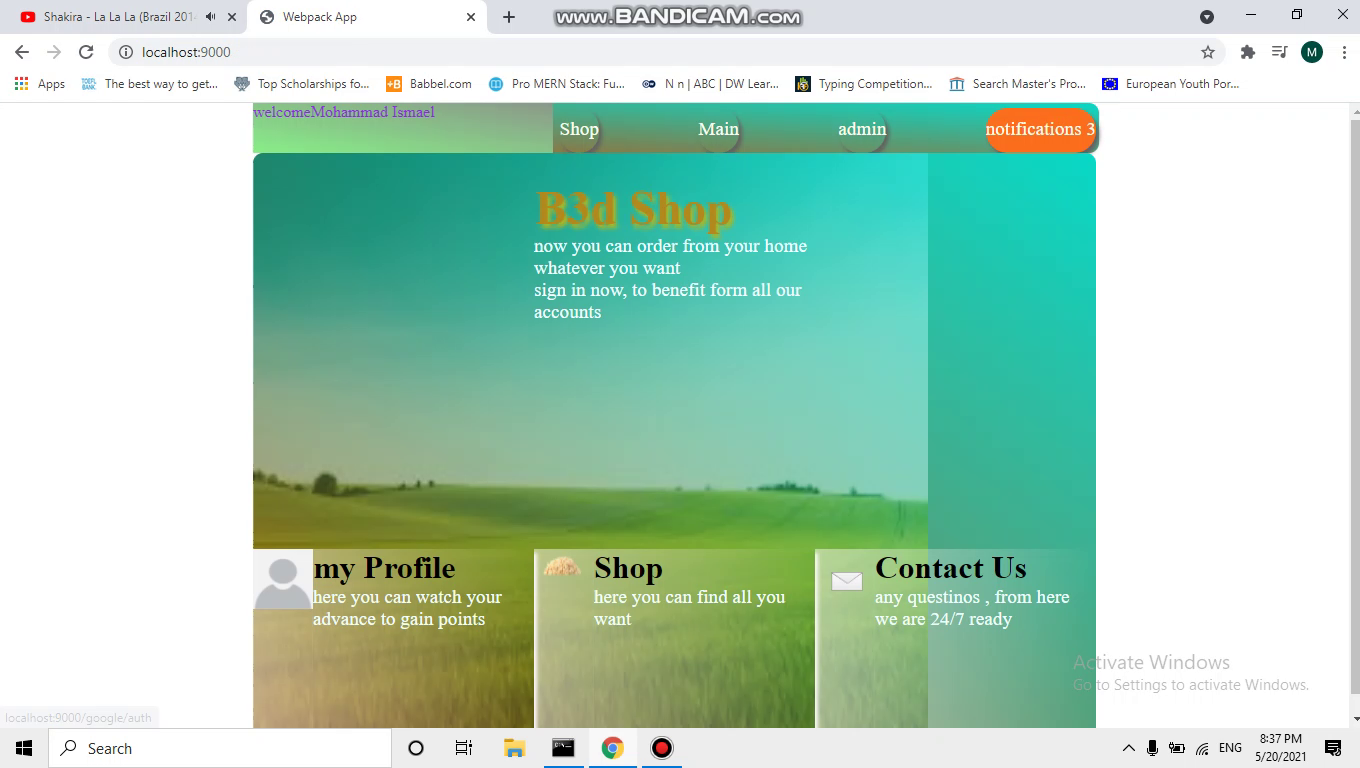 Shakira - La La La (Brazil 201
Webpack App
www.BANDICAM.com
localhost:9000
M
Apps
TOEFL BANK
The best way to get...
Top Scholarships fo...
+B
Babbel.com
Pro MERN Stack: Fu...
N n | ABC | DW Lear...
Typing Competition...
Search Master's Pro...
European Youth Por...
welcomeMohammad Ismael
Shop
Main
admin
notifications 3
B3d Shop
now you can order from your home
whatever you want
sign in now, to benefit form all our
accounts
my Profile
here you can watch your
advance to gain points
Shop
here you can find all you
want
Contact Us
any questinos , from here
we are 24/7 ready
Activate Windows
Go to Settings to activate Windows.
localhost:9000/google/auth
Search
ENG
8:37 PM
5/20/2021